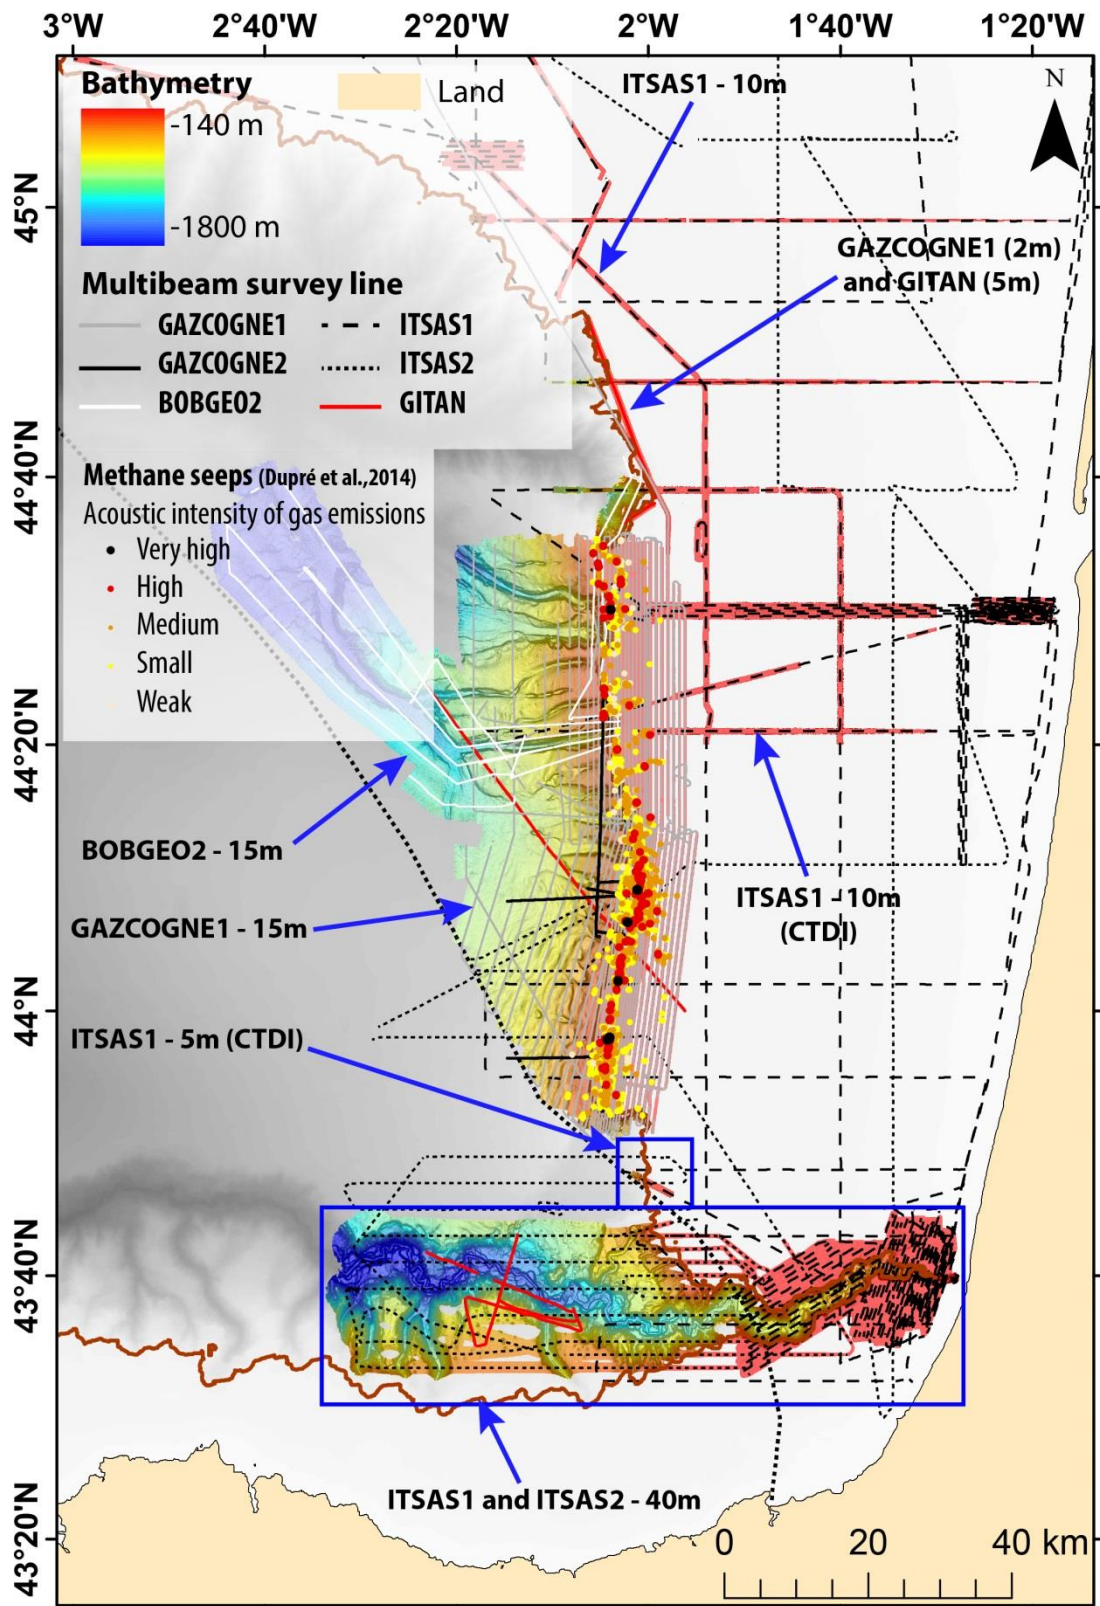 3°W 2°40'W 2°20'W 2°0'W 1°40'W 1°20'W
Bathymetry
-140 m
-1800 m
Land
ITSAS1 - 10m
N
45°N
GAZCOGNE1 (2m)
and GITAN (5m)
Multibeam survey line
GAZCOGNE1
ITSAS1
GAZCOGNE2
ITSAS2
BOBGEO2
GITAN
44°40'N
Methane seeps (Dupré et al.,2014)
Acoustic intensity of gas emissions
Very high
High
Medium
Small
Weak
44°20'N
BOBGEO2 - 15m
GAZCOGNE1 - 15m
ITSAS1 - 10m
(CTDI)
44°N
ITSAS1 - 5m (CTDI)
43°40'N
ITSAS1 and ITSAS2 - 40m
43°20'N
0 20 40 km